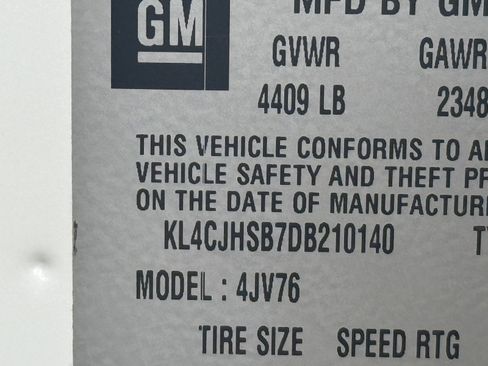 GM
MFD BY GM
GVWR GAWR
4409 LB 2348
THIS VEHICLE CONFORMS TO
VEHICLE SAFETY AND THEFT
ON THE DATE OF
KL4CJHSB7DB210140
MODEL : 4JV76
TIRE SIZE SPEED RTG